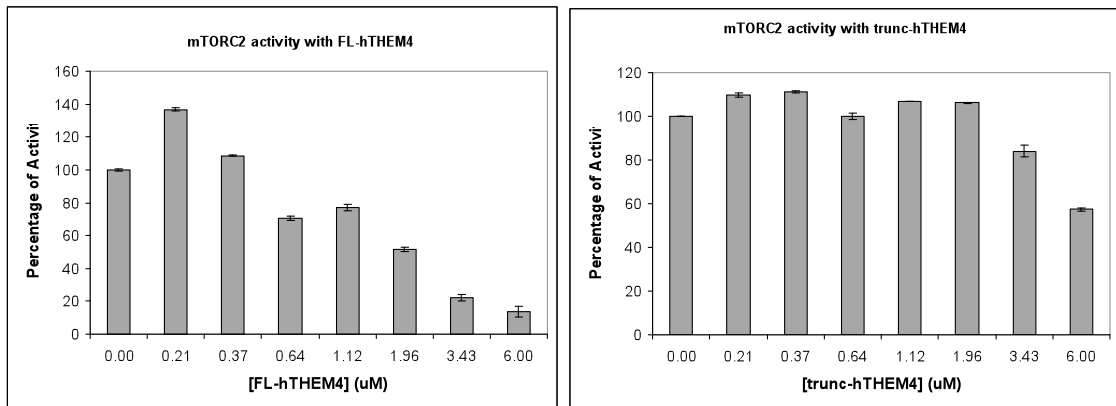 mTORC2 activity with FL-hTHEM4
160
140
120
100
80
60
40
20
0
Percentage of Activi
0.00 0.21 0.37 0.64 1.12 1.96 3.43 6.00
[FL-hTHEM4] (uM)
mTORC2 activity with trunc-hTHEM4
120
100
80
60
40
20
0
Percentage of Activi
0.00 0.21 0.37 0.64 1.12 1.96 3.43 6.00
[trunc-hTHEM4] (uM)